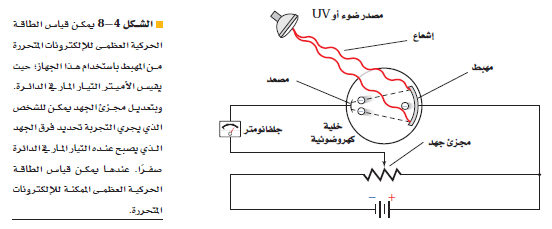 الشكل 4–8 يمكن قياس الطاقة
الحركية العظمى للإلكترونات المتحررة
من المهبط باستخدام هذا الجهاز؛ حيث
يقيس الأميتر التيار المار في الدائرة.
وبتعديل مجزئ الجهد يمكن للشخص
الذي يجري التجربة تحديد فرق الجهد
الذي يصبح عنده التيار المار في الدائرة
صفرًا. عندها يمكن قياس الطاقة
الحركية العظمى الممكنة للإلكترونات
المتحررة.
مصدر ضوء أو UV
إشعاع
مهبط
مصعد
جلفانومتر
خلية
كهروضوئية
مجزئ جهد
− +